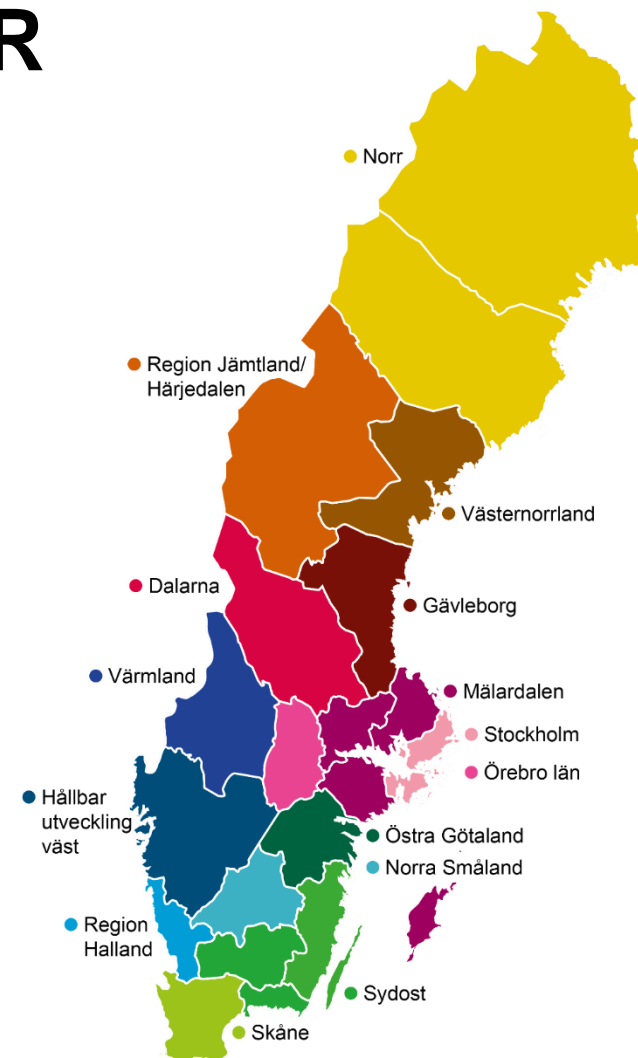 R
Norr
Region Jämtland/
Härjedalen
Västernorrland
Dalarna
Gävleborg
Värmland
Mälardalen
Stockholm
Örebro län
Hållbar
utveckling
väst
Östra Götaland
Norra Småland
Region
Halland
Sydost
Skåne